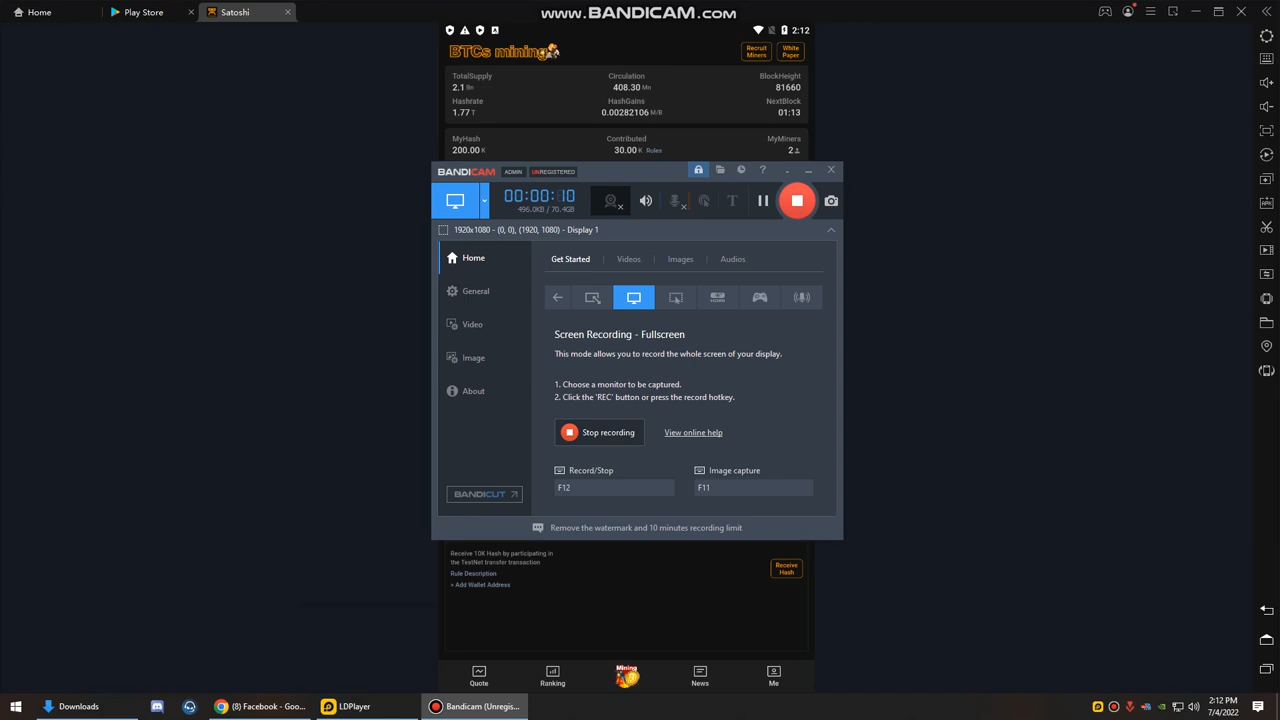 Home
Play Store
Satoshi
WWW.BANDICAM.COM
2:12
BTCs mining
Recruit
Miners
White
Paper
TotalSupply
Circulation
BlockHeight
2.1 Bn
408.30 Mn
81660
Hashrate
HashGains
NextBlock
1.77 T
0.00282106 M/B
01:13
MyHash
Contributed
MyMiners
200.00 K
30.00 K Rules
2
BANDICAM
ADMIN
UNREGISTERED
?
00:00:10
496.0KB / 70.4GB
T
1920x1080 - (0, 0), (1920, 1080) - Display 1
Home
General
Video
Image
About
BANDICUT
Get Started
Videos
Images
Audios
Screen Recording - Fullscreen
This mode allows you to record the whole screen of your display.
1. Choose a monitor to be captured.
2. Click the 'REC' button or press the record hotkey.
Stop recording
View online help
Record/Stop
Image capture
F12
F11
Remove the watermark and 10 minutes recording limit
Receive 10K Hash by participating in
the TestNet transfer transaction
Rule Description
> Add Wallet Address
Receive
Hash
Quote
Ranking
Mining
News
Me
Downloads
(8) Facebook - Goo...
LDPlayer
Bandicam (Unregis...
2:12 PM
7/4/2022